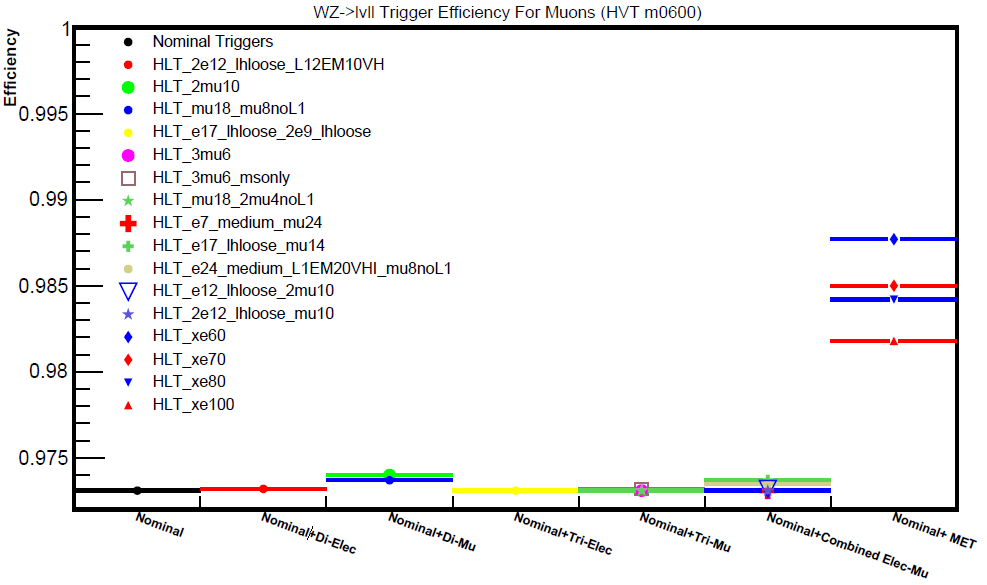 WZ->lvll Trigger Efficiency For Muons (HVT m0600)
Efficiency
1
0.995
0.99
0.985
0.98
0.975
Nominal Triggers
HLT_2e12_lhloose_L12EM10VH
HLT_2mu10
HLT_mu18_mu8noL1
HLT_e17_lhloose_2e9_lhloose
HLT_3mu6
HLT_3mu6_msonly
HLT_mu18_2mu4noL1
HLT_e7_medium_mu24
HLT_e17_lhloose_mu14
HLT_e24_medium_L1EM20VHI_mu8noL1
HLT_e12_lhloose_2mu10
HLT_2e12_lhloose_mu10
HLT_xe60
HLT_xe70
HLT_xe80
HLT_xe100
Nominal
Nominal+Di-Elec
Nominal+Di-Mu
Nominal+Tri-Elec
Nominal+Tri-Mu
Nominal+Combined Elec-Mu
Nominal+ MET